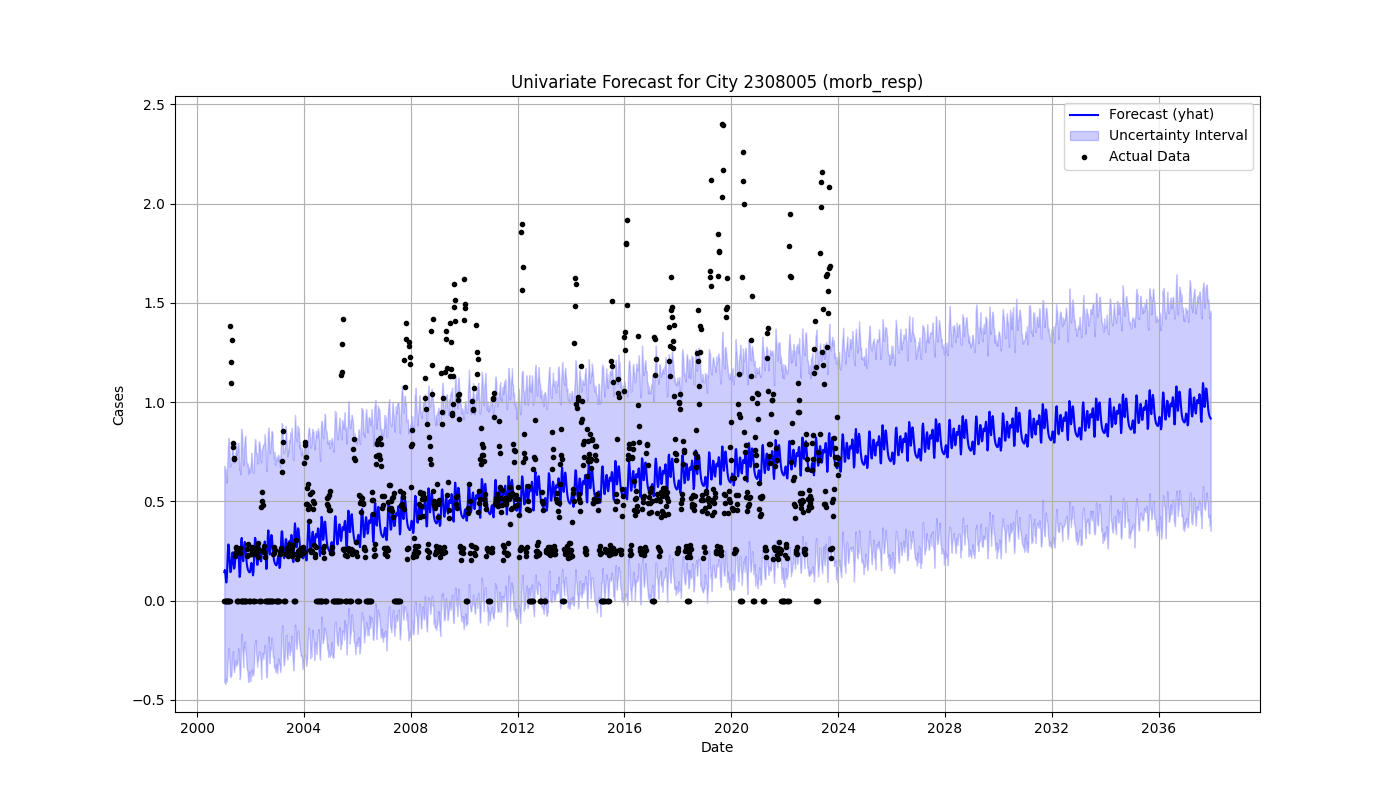 Univariate Forecast for City 2308005 (morb_resp)
Forecast (yhat)
Uncertainty Interval
Actual Data
Cases
2.5
2.0
1.5
1.0
0.5
0.0
−0.5
2000 2004 2008 2012 2016 2020 2024 2028 2032 2036
Date